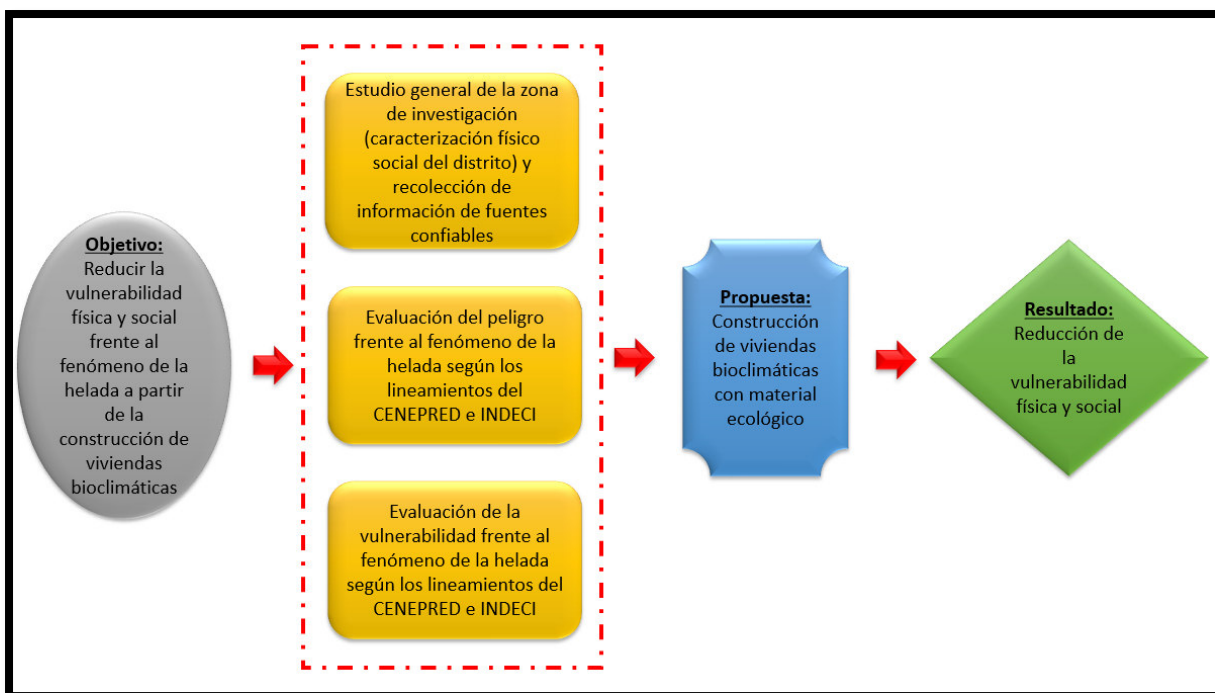 Objetivo:
Reducir la
vulnerabilidad
física y social
frente al
fenómeno de la
helada a partir
de la
construcción de
viviendas
bioclimáticas
Estudio general de la zona
de investigación
(caracterización físico
social del distrito) y
recolección de
información de fuentes
confiables
Evaluación del peligro
frente al fenómeno de la
helada según los
lineamientos del
CENEPRED e INDECI
Evaluación de la
vulnerabilidad frente al
fenómeno de la helada
según los lineamientos del
CENEPRED e INDECI
Propuesta:
Construcción
de viviendas
bioclimáticas
con material
ecológico
Resultado:
Reducción de
la
vulnerabilidad
física y social